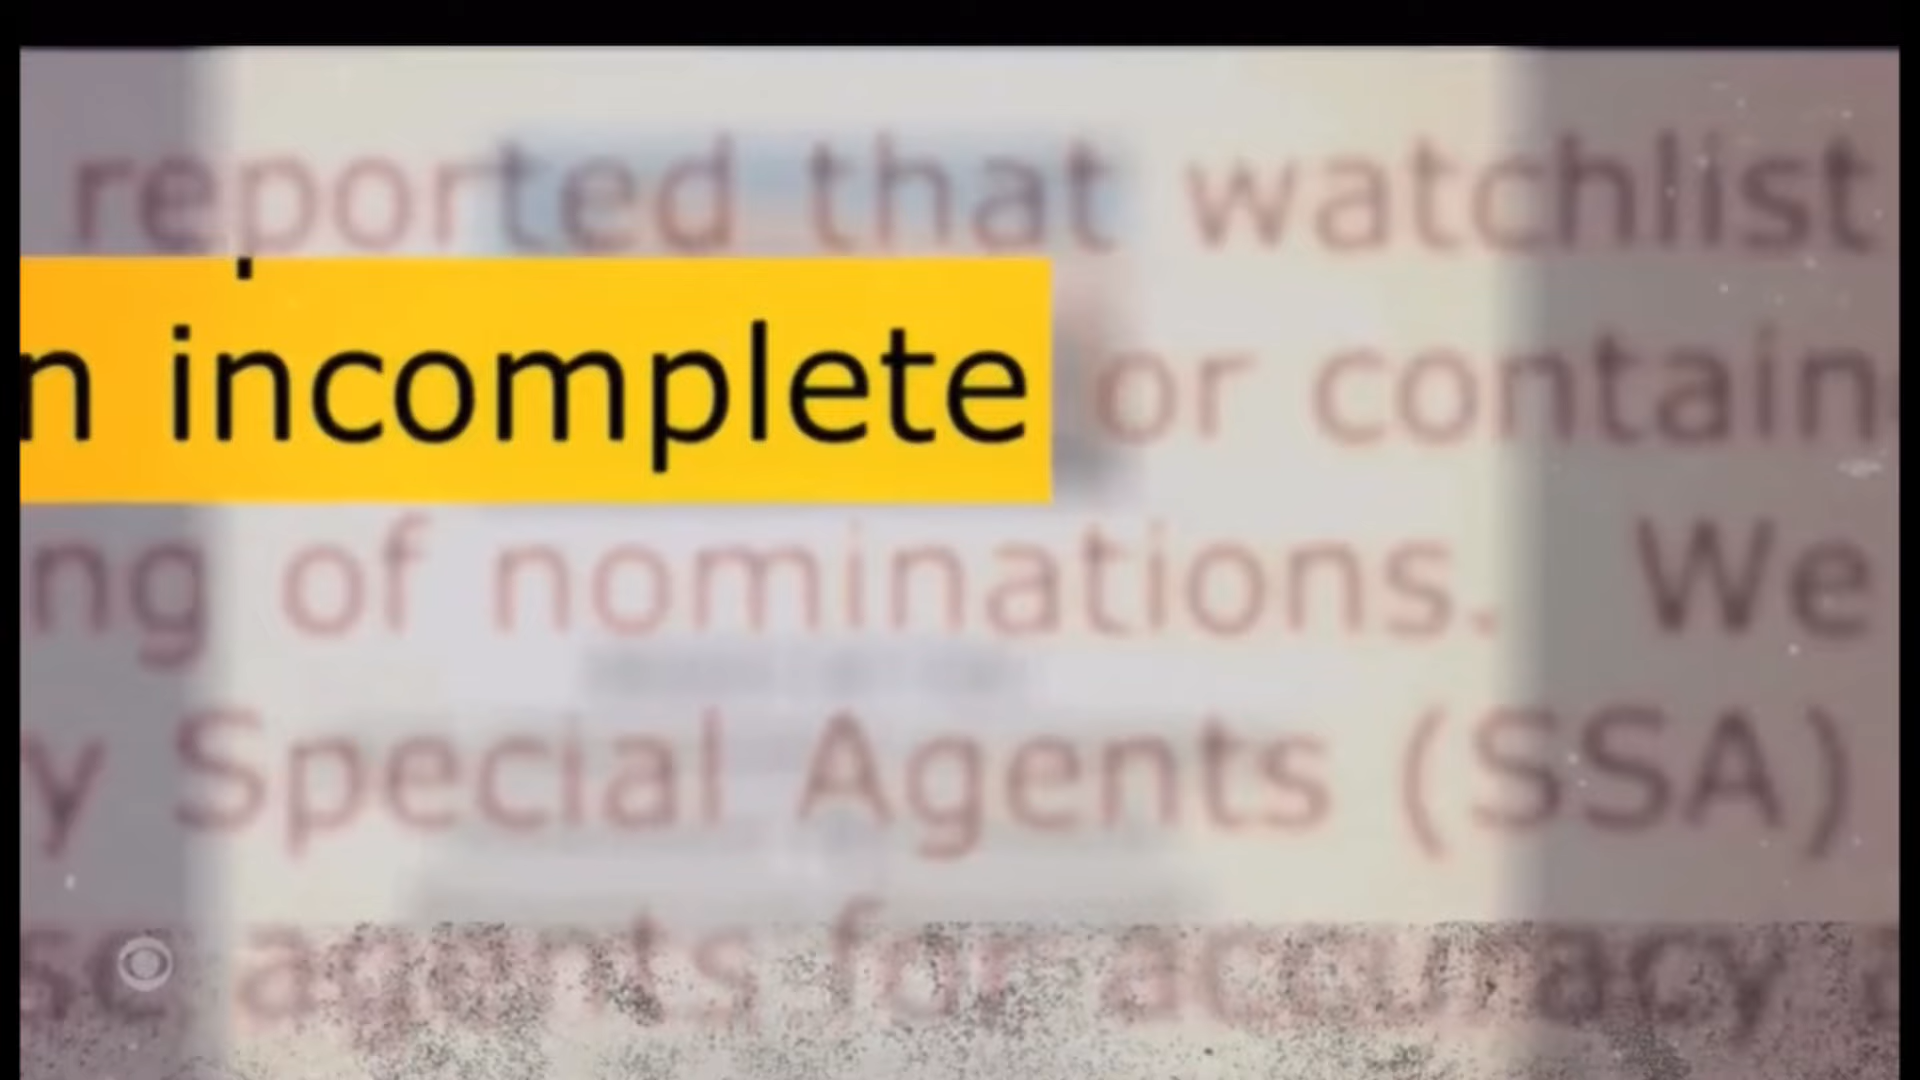 reported that watchlist
n incomplete or contain
ng of nominations. We
y Special Agents (SSA)
agents for accuracy